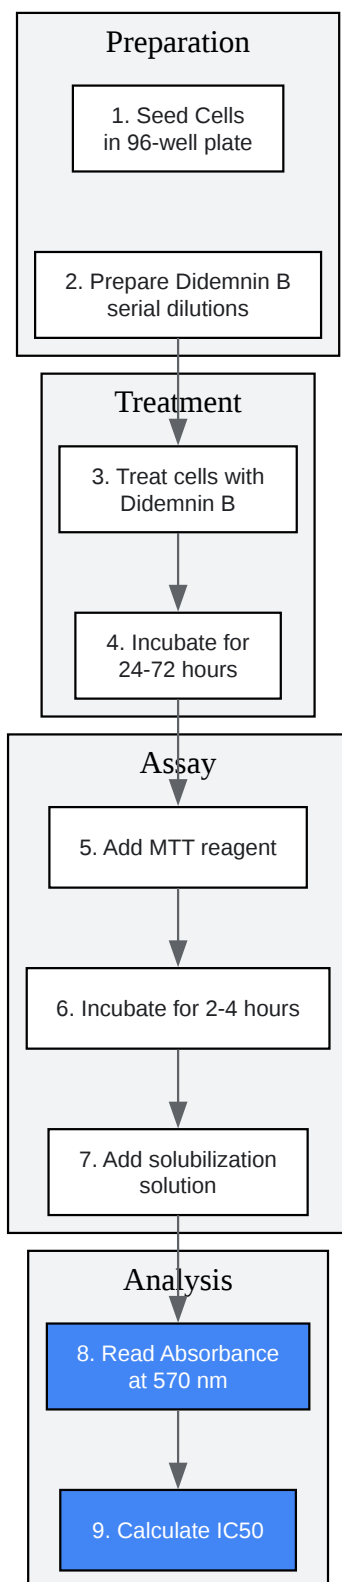 Preparation
1. Seed Cells
in 96-well plate
2. Prepare Didemnin B
serial dilutions
Treatment
3. Treat cells with
Didemnin B
4. Incubate for
24-72 hours
Assay
5. Add MTT reagent
6. Incubate for 2-4 hours
7. Add solubilization
solution
Analysis
8. Read Absorbance
at 570 nm
9. Calculate IC50